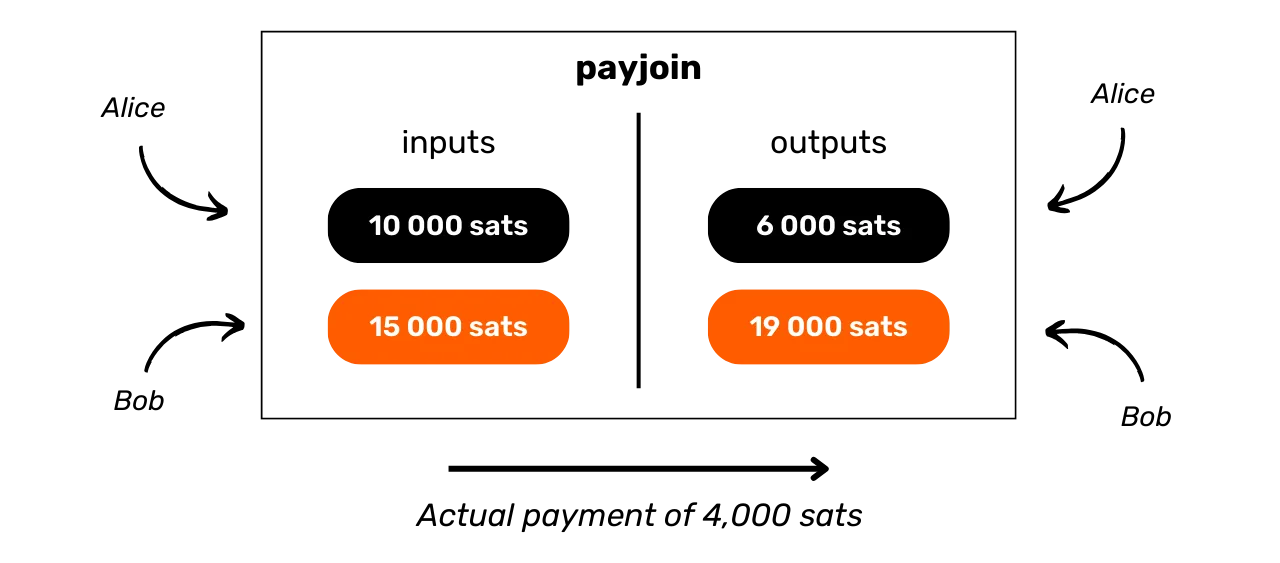 payjoin
Alice
Alice
inputs
outputs
10 000 sats
6 000 sats
15 000 sats
19 000 sats
Bob
Bob
Actual payment of 4,000 sats